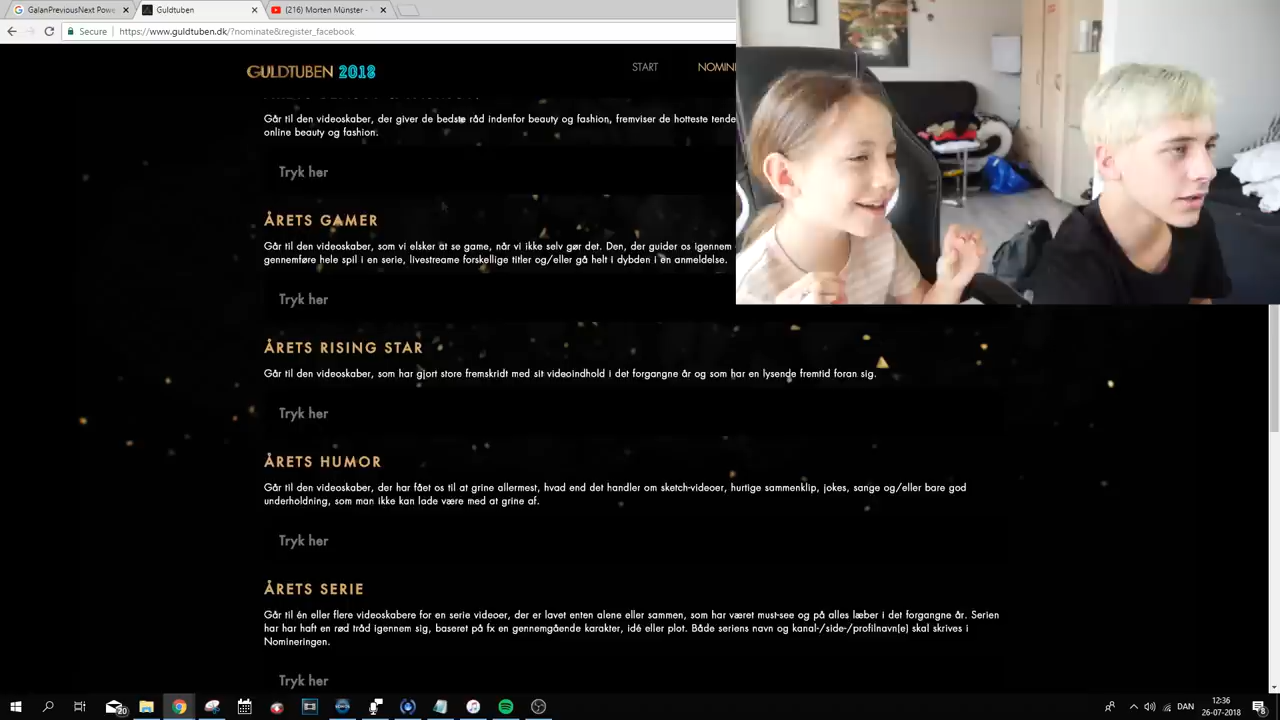 GalanPreviousNext Powe
Guldtuben
(216) Morten Münster -
Secure
https://www.guldtuben.dk/?nominate&register_facebook
GULDTUBEN 2018
START
NOMIN
Går til den videoskaber, der giver de bedste råd indenfor beauty og fashion, fremviser de hotteste tende
online beauty og fashion.
Tryk her
ÅRETS GAMER
Går til den videoskaber, som vi elsker at se game, når vi ikke selv gør det. Den, der guider os igennem
gennemføre hele spil i en serie, livestreame forskellige titler og/eller gå helt i dybden i en anmeldelse.
Tryk her
ÅRETS RISING STAR
Går til den videoskaber, som har gjort store fremskridt med sit videoindhold i det forgangne år og som har en lysende fremtid foran sig.
Tryk her
ÅRETS HUMOR
Går til den videoskaber, der har fået os til at grine allermest, hvad end det handler om sketch-videoer, hurtige sammenklip, jokes, sange og/eller bare god
underholdning, som man ikke kan lade være med at grine af.
Tryk her
ÅRETS SERIE
Går til én eller flere videoskabere for en serie videoer, der er lavet enten alene eller sammen, som har været must-see og på alles læber i det forgangne år. Serien
har har haft en rød tråd igennem sig, baseret på fx en gennemgående karakter, idé eller plot. Både seriens navn og kanal-/side-/profilnavn(e) skal skrives i
Nomineringen.
Tryk her
20
DAN
12:36
26-07-2018
8